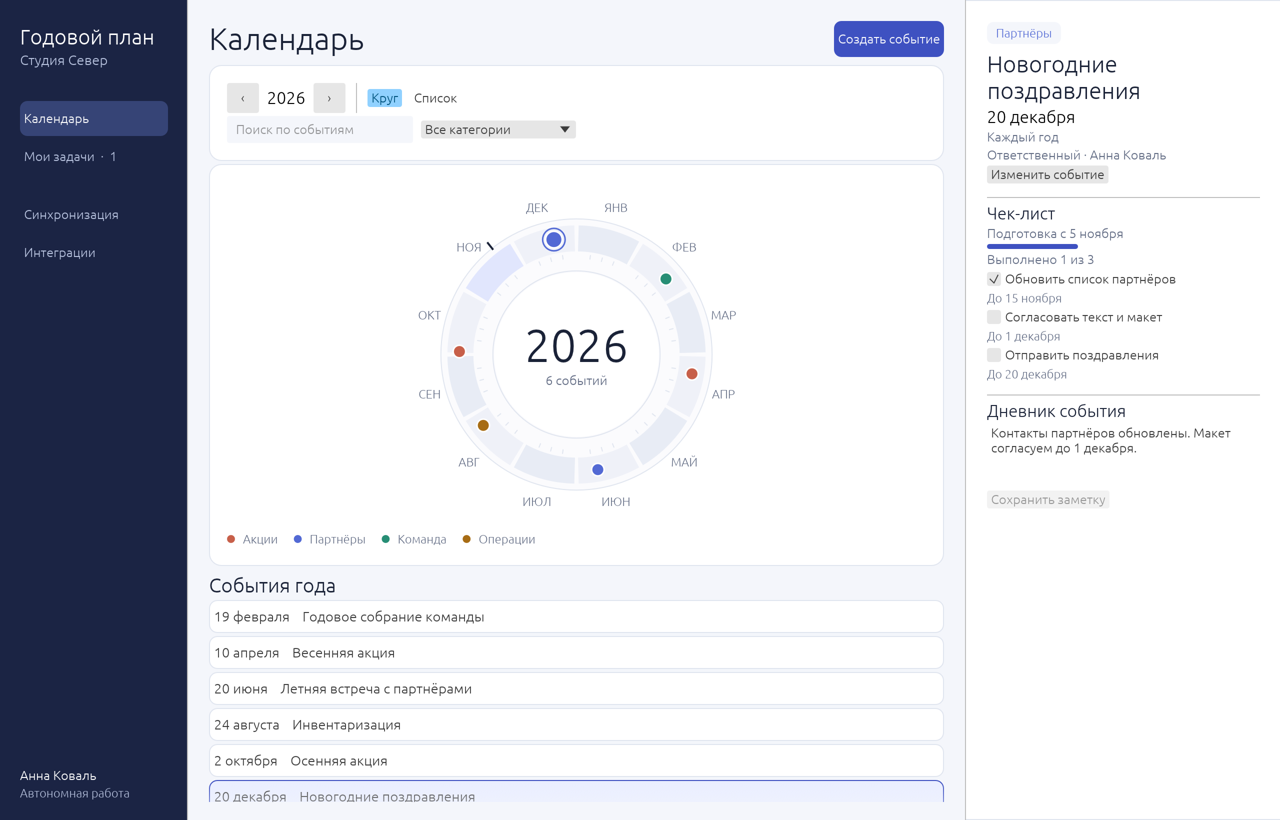 Годовой план
Студия Север
Календарь
Мои задачи · 1
Синхронизация
Интеграции
Анна Коваль
Автономная работа
Календарь
Создать событие
‹ 2026 › Круг Список
Поиск по событиям Все категории
ДЕК ЯНВ
НОЯ ФЕВ
ОКТ МАР
2026
6 событий
СЕН АПР
АВГ МАЙ
ИЮЛ ИЮН
Акции Партнёры Команда Операции
События года
19 февраля Годовое собрание команды
10 апреля Весенняя акция
20 июня Летняя встреча с партнёрами
24 августа Инвентаризация
2 октября Осенняя акция
20 декабря Новогодние поздравления
Партнёры
Новогодние
поздравления
20 декабря
Каждый год
Ответственный · Анна Коваль
Изменить событие
Чек-лист
Подготовка с 5 ноября
Выполнено 1 из 3
Обновить список партнёров
До 15 ноября
Согласовать текст и макет
До 1 декабря
Отправить поздравления
До 20 декабря
Дневник события
Контакты партнёров обновлены. Макет
согласуем до 1 декабря.
Сохранить заметку